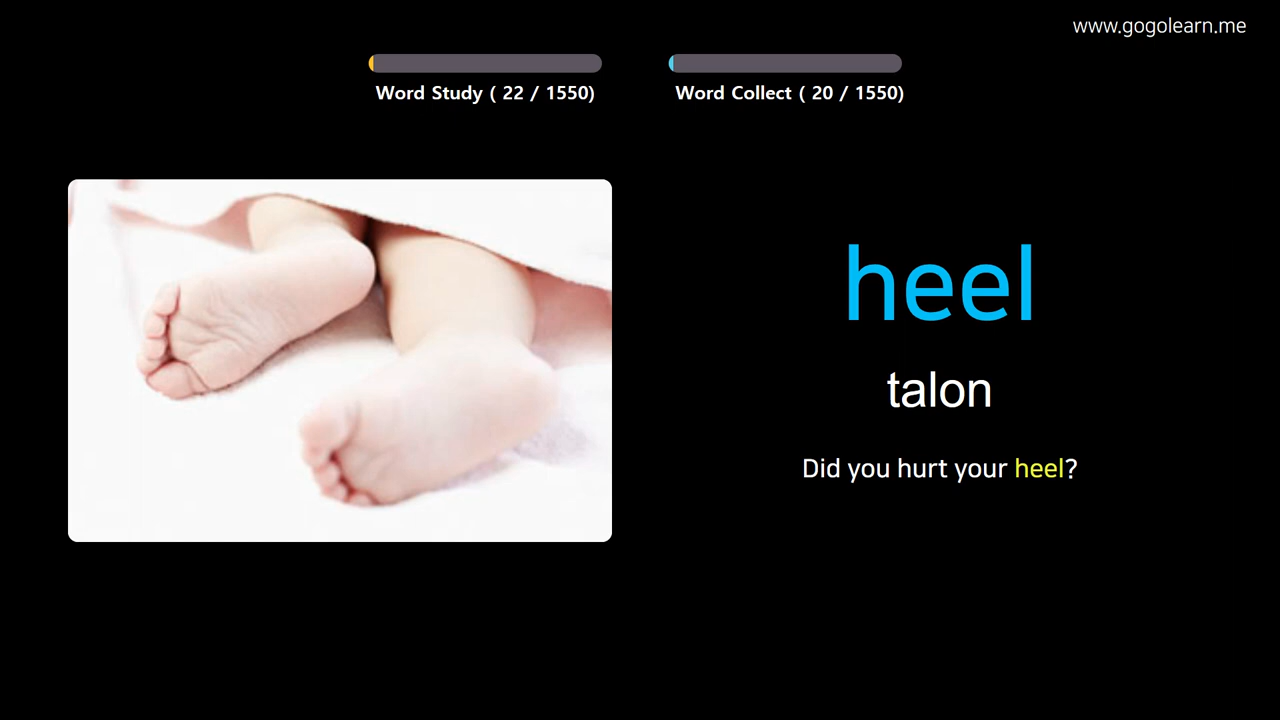 www.gogolearn.me
Word Study ( 22 / 1550)
Word Collect ( 20 / 1550)
heel
talon
Did you hurt your heel?